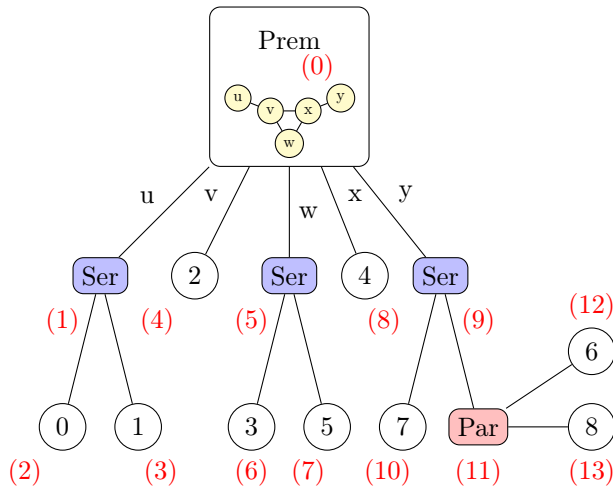 Prem
(0)
u
y
v
x
w
u
v
w
x
y
Ser
2
Ser
4
Ser
(1)
(4)
(5)
(8)
(9)
(12)
6
0
1
3
5
7
Par
8
(2)
(3)
(6)
(7)
(10)
(11)
(13)